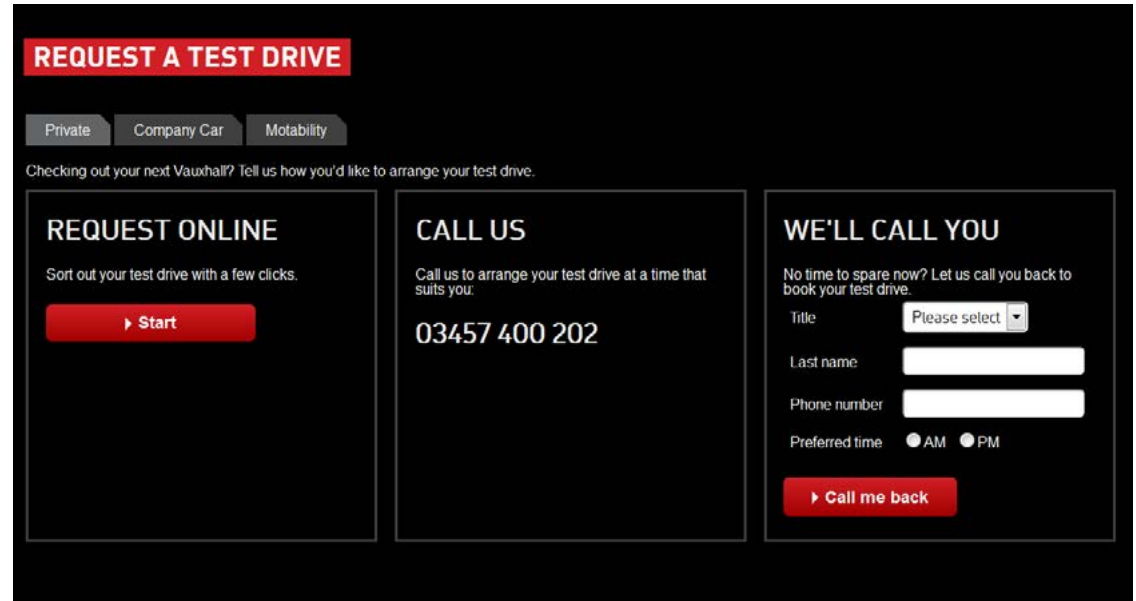 REQUEST A TEST DRIVE
Private Company Car Motability
Checking out your next Vauxhall? Tell us how you'd like to arrange your test drive.
REQUEST ONLINE
Sort out your test drive with a few clicks.
Start
CALL US
Call us to arrange your test drive at a time that
suits you:
03457 400 202
WE'LL CALL YOU
No time to spare now? Let us call you back to
book your test drive.
Title Please select
Last name
Phone number
Preferred time AM PM
Call me back